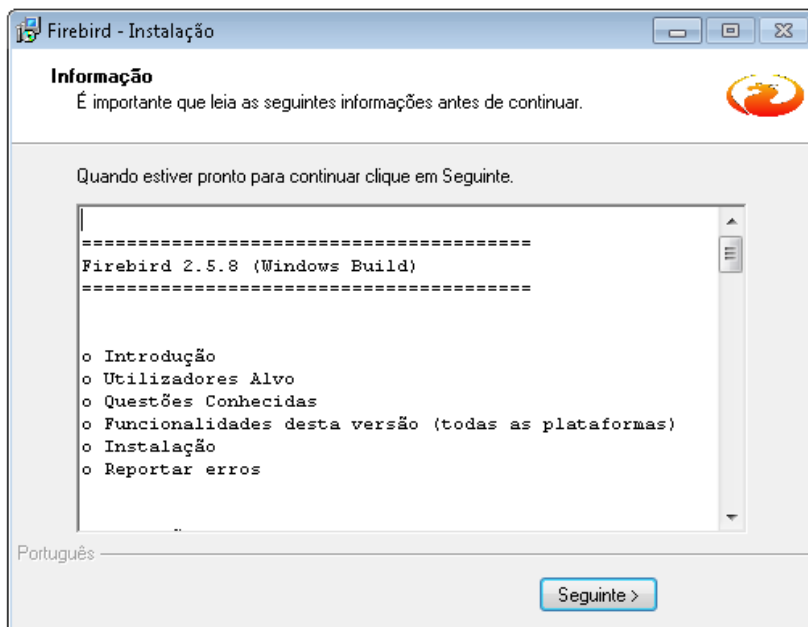 Firebird - Instalação
Informação
É importante que leia as seguintes informações antes de continuar.
Quando estiver pronto para continuar clique em Seguinte.
========================================
Firebird 2.5.8 (Windows Build)
========================================
o Introdução
o Utilizadores Alvo
o Questões Conhecidas
o Funcionalidades desta versão (todas as plataformas)
o Instalação
o Reportar erros
Português
Seguinte >